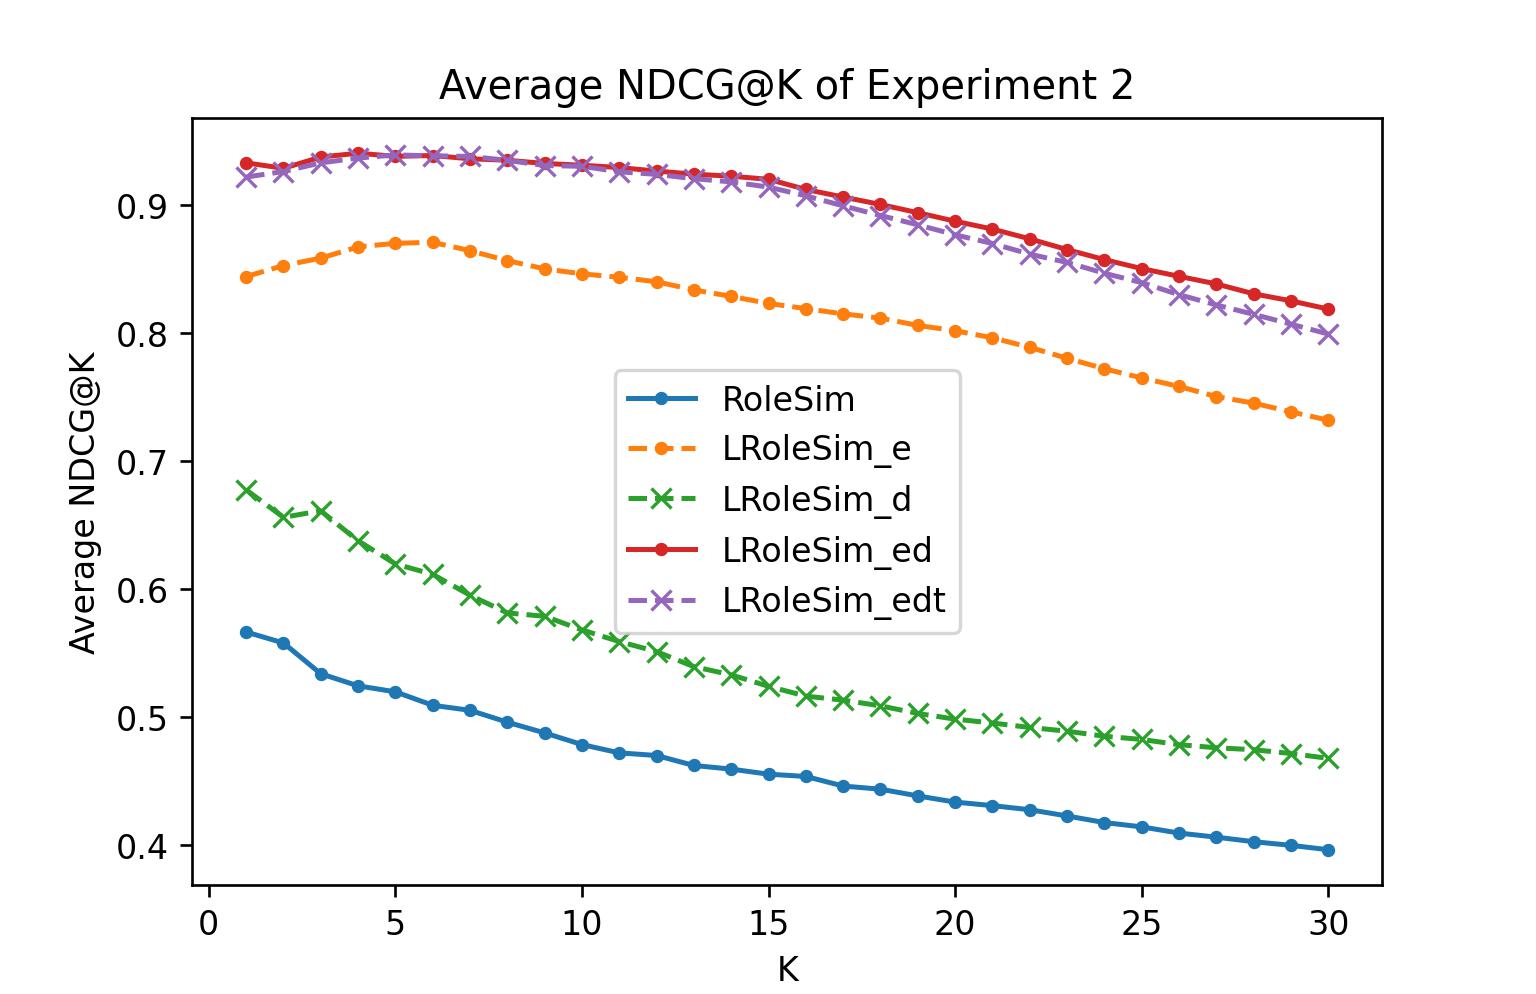 Average NDCG@K of Experiment 2
Average NDCG@K
0.9
0.8
0.7
0.6
0.5
0.4
RoleSim
LRoleSim_e
LRoleSim_d
LRoleSim_ed
LRoleSim_edt
0 5 10 15 20 25 30
K